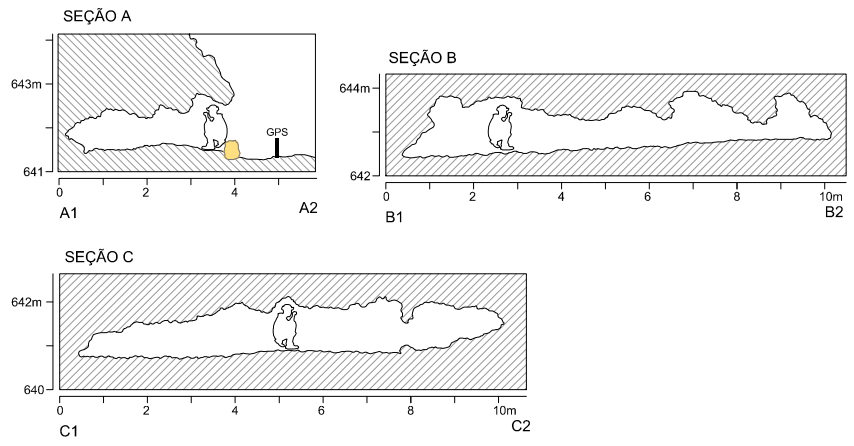 SEÇÃO A
643m
641
GPS
0 2 4
A1 A2
SEÇÃO B
644m
642
0 2 4 6 8 10m
B1 B2
SEÇÃO C
642m
640
0 2 4 6 8 10m
C1 C2